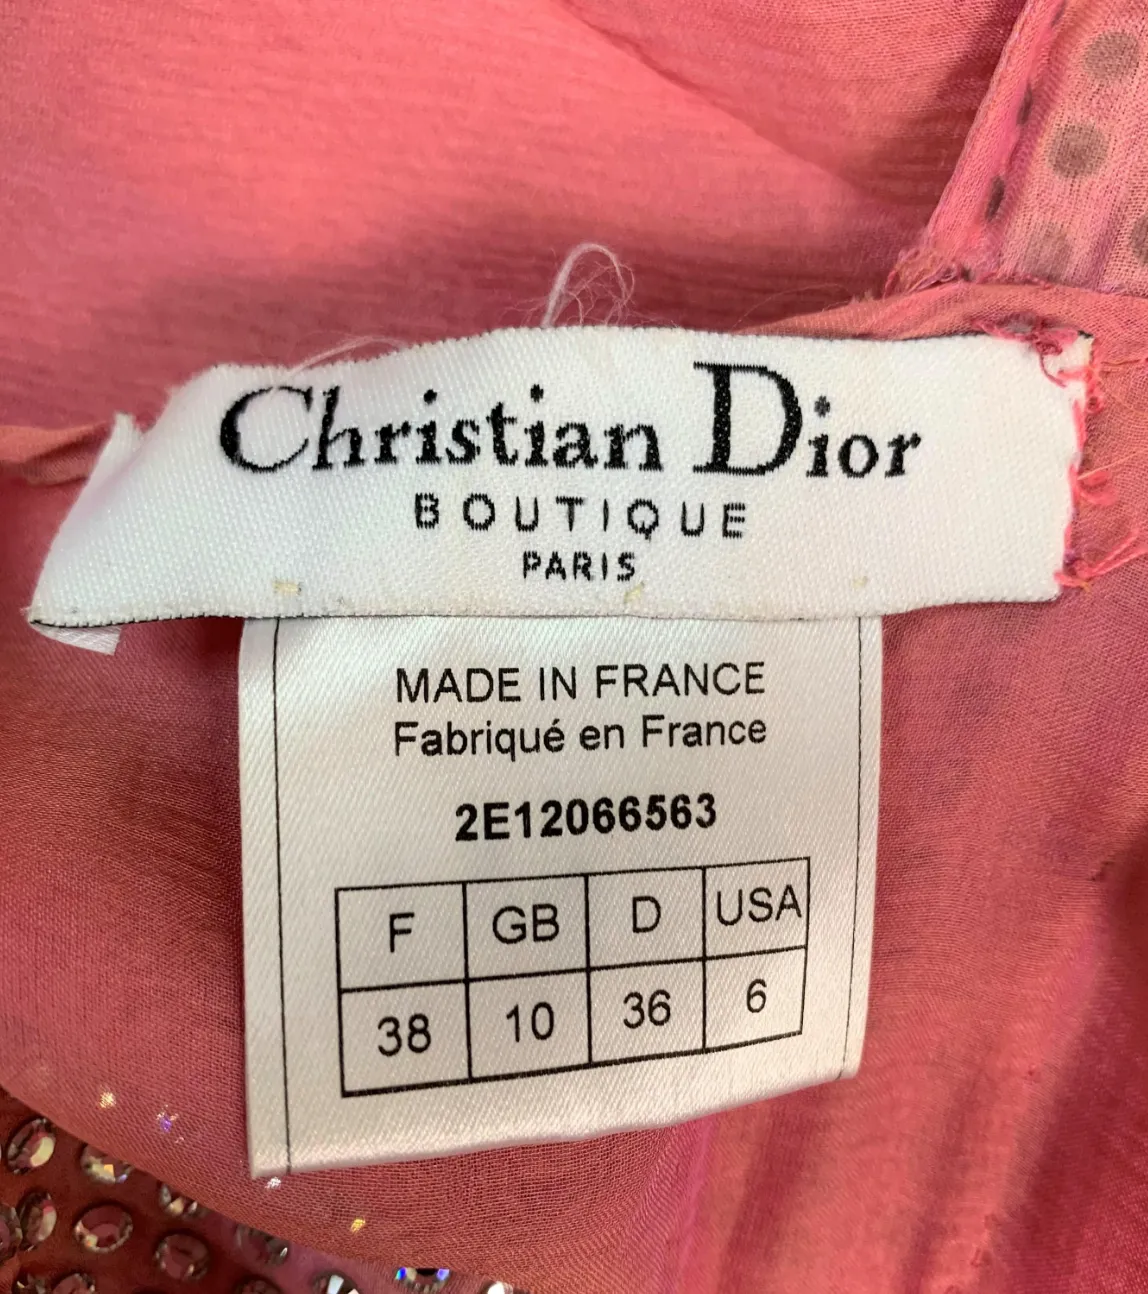 Christian Dior
BOUTIQUE
PARIS
MADE IN FRANCE
Fabriqué en France
2E12066563
F GB D USA
38 10 36 6